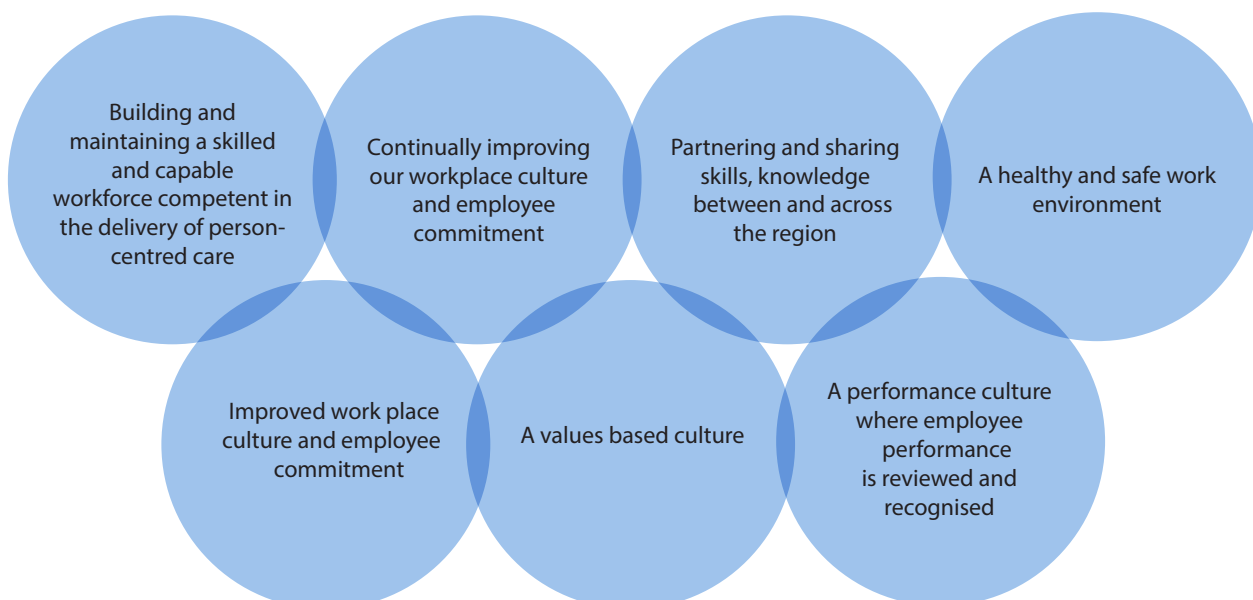 Building and
maintaining a skilled
and capable
workforce competent in
the delivery of person-
centred care
Continually improving
our workplace culture
and employee
commitment
Partnering and sharing
skills, knowledge
between and across
the region
A healthy and safe work
environment
Improved work place
culture and employee
commitment
A values based culture
A performance culture
where employee
performance
is reviewed and
recognised